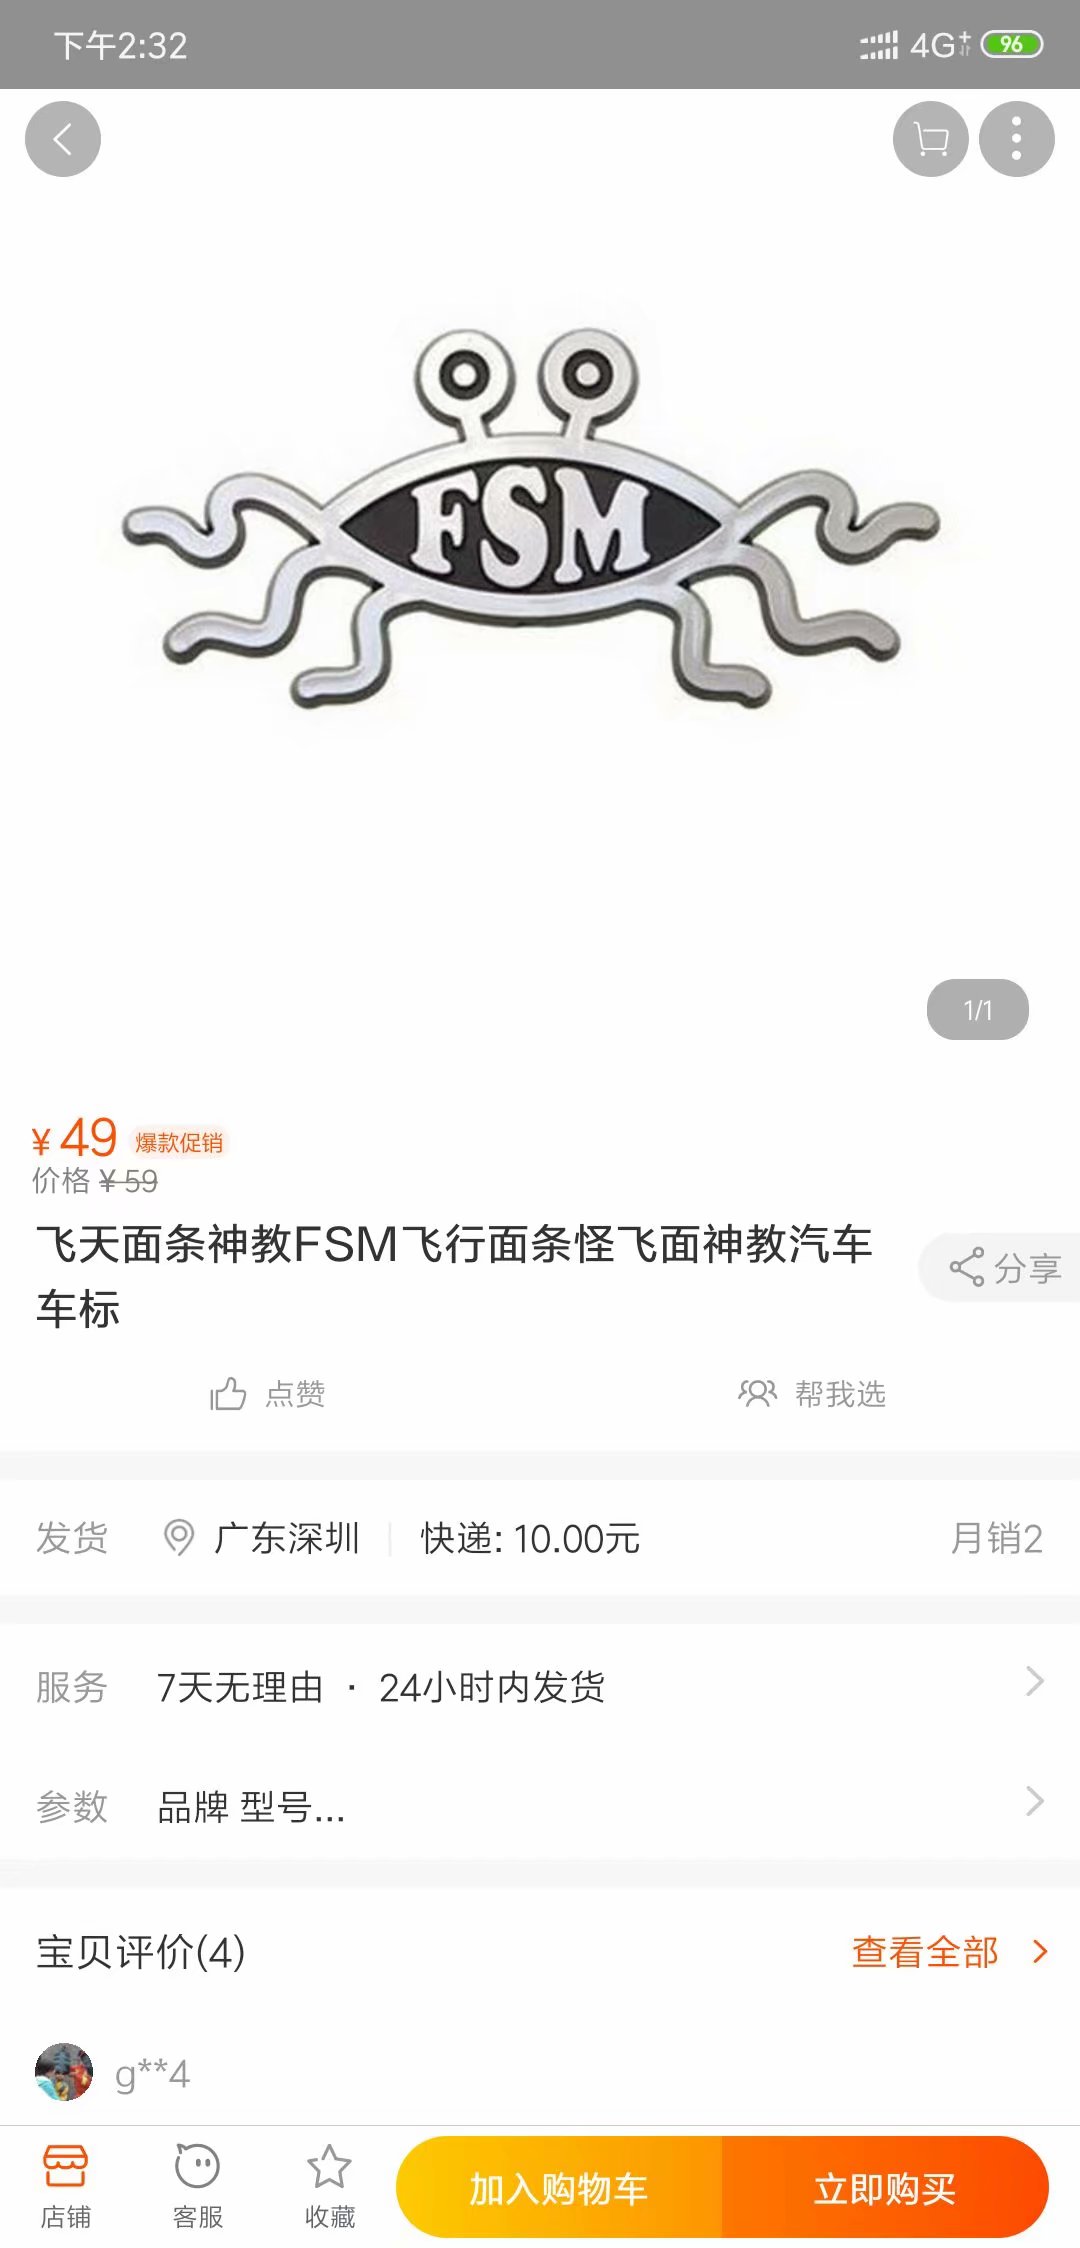 下午2:32
4G+
96
FSM
1/1
¥ 49 爆款促销
价格 ¥ 59
飞天面条神教FSM飞行面条怪飞面神教汽车
车标
分享
点赞 帮我选
发货 广东深圳 快递: 10.00元 月销2
服务 7天无理由 · 24小时内发货
参数 品牌 型号...
宝贝评价(4) 查看全部
g**4
店铺 客服 收藏 加入购物车 立即购买